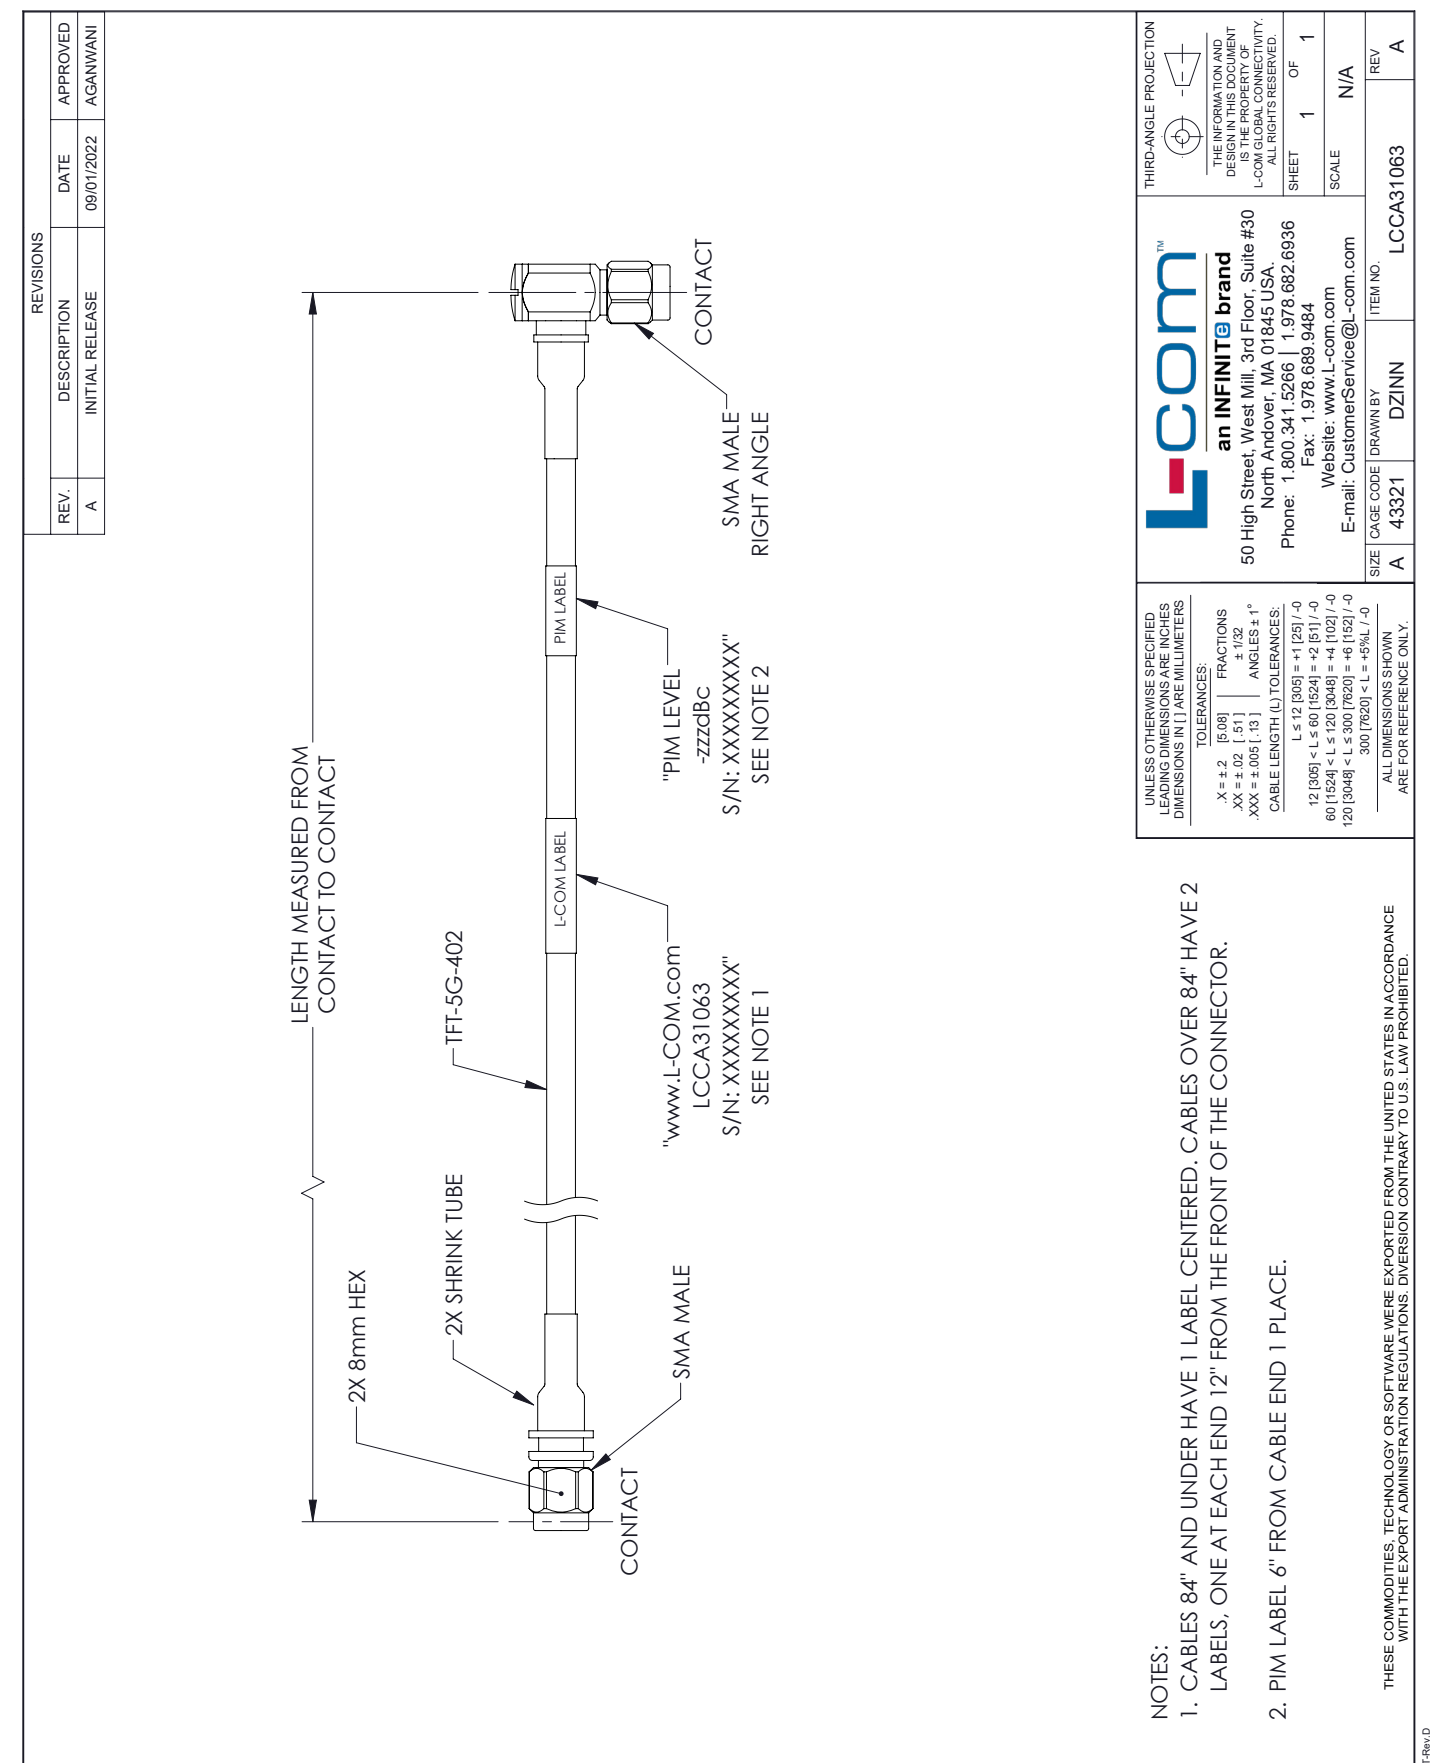 REVISIONS
REV. DESCRIPTION DATE APPROVED
A INITIAL RELEASE 09/01/2022 AGANWANI
LENGTH MEASURED FROM
CONTACT TO CONTACT
2X 8mm HEX
2X SHRINK TUBE
TFT-5G-402
L-COM LABEL
PIM LABEL
CONTACT
SMA MALE
"www.L-COM.com
LCCA31063
S/N: XXXXXXXXX"
SEE NOTE 1
"PIM LEVEL
-zzzdBc
S/N: XXXXXXXXX"
SEE NOTE 2
SMA MALE
RIGHT ANGLE
CONTACT
NOTES:
1. CABLES 84" AND UNDER HAVE 1 LABEL CENTERED. CABLES OVER 84" HAVE 2
LABELS, ONE AT EACH END 12" FROM THE FRONT OF THE CONNECTOR.
2. PIM LABEL 6" FROM CABLE END 1 PLACE.
THESE COMMODITIES, TECHNOLOGY OR SOFTWARE WERE EXPORTED FROM THE UNITED STATES IN ACCORDANCE
WITH THE EXPORT ADMINISTRATION REGULATIONS. DIVERSION CONTRARY TO U.S. LAW PROHIBITED.
UNLESS OTHERWISE SPECIFIED
LEADING DIMENSIONS ARE INCHES
DIMENSIONS IN [ ] ARE MILLIMETERS
TOLERANCES:
.X = ±.2 [5.08] FRACTIONS
.XX = ±.02 [.51] ± 1/32
.XXX = ±.005 [.13] ANGLES ± 1°
CABLE LENGTH (L) TOLERANCES:
L ≤ 12 [305] = +1 [25] / -0
12 [305] < L ≤ 60 [1524] = +2 [51] / -0
60 [1524] < L ≤ 120 [3048] = +4 [102] / -0
120 [3048] < L ≤ 300 [7620] = +6 [152] / -0
300 [7620] < L = +5%L / -0
ALL DIMENSIONS SHOWN
ARE FOR REFERENCE ONLY.
L-com™
an INFINITe brand
50 High Street, West Mill, 3rd Floor, Suite #30
North Andover, MA 01845 USA.
Phone: 1.800.341.5266 | 1.978.682.6936
Fax: 1.978.689.9484
Website: www.L-com.com
E-mail: CustomerService@L-com.com
THIRD-ANGLE PROJECTION
THE INFORMATION AND
DESIGN IN THIS DOCUMENT
IS THE PROPERTY OF
L-COM GLOBAL CONNECTIVITY.
ALL RIGHTS RESERVED.
SHEET 1 OF 1
SCALE N/A
SIZE CAGE CODE DRAWN BY ITEM NO. REV
A 43321 DZINN LCCA31063 A